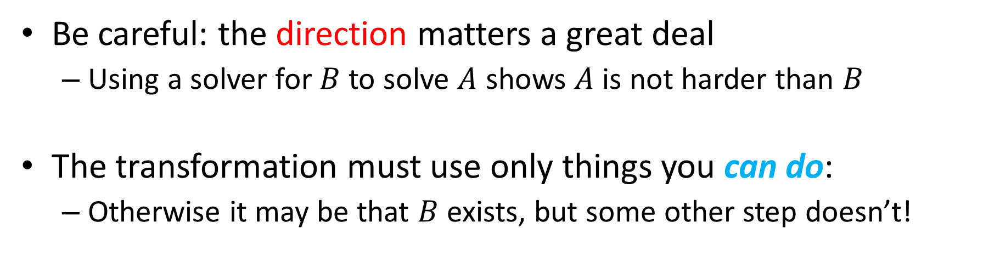 • Be careful: the direction matters a great deal
– Using a solver for B to solve A shows A is not harder than B
• The transformation must use only things you can do:
– Otherwise it may be that B exists, but some other step doesn’t!